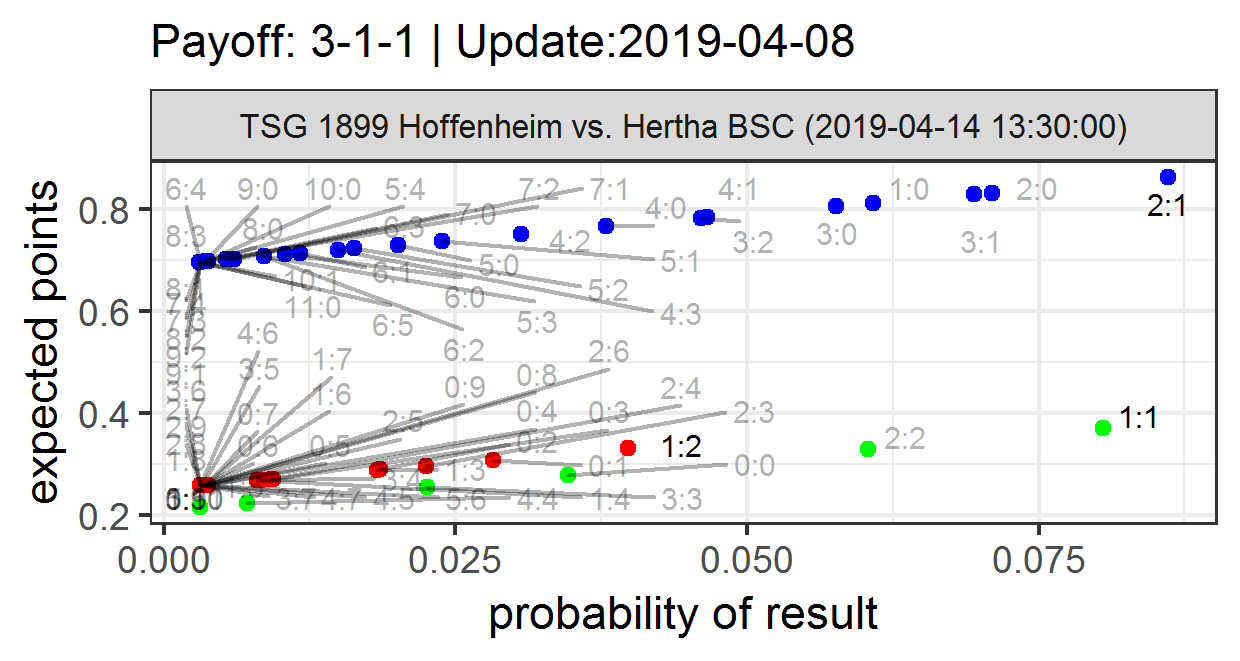 Payoff: 3-1-1 | Update:2019-04-08
TSG 1899 Hoffenheim vs. Hertha BSC (2019-04-14 13:30:00)
expected points
0.8
0.6
0.4
0.2
6:4 9:0 10:0 5:4 7:2 7:1 4:1 1:0 2:0
7:0 4:0 2:1
8:3 8:0 6:3
4:2 3:2 3:0 3:1
10:1 6:1 5:0 5:1
11:0 6:0 5:2
6:5 5:3 4:3
7:3
8:2
4:6
9:1 1:7 6:2 2:6
3:6 3:5 0:9 0:8 2:4
2:7 0:7 1:6 2:5 0:4 0:3 2:3 1:1
0:6 0:5 0:2 1:2 2:2
3:4 1:3 0:1 0:0
3:7 4:7 4:5 5:6 4:4 1:4 3:3
0.000 0.025 0.050 0.075
probability of result